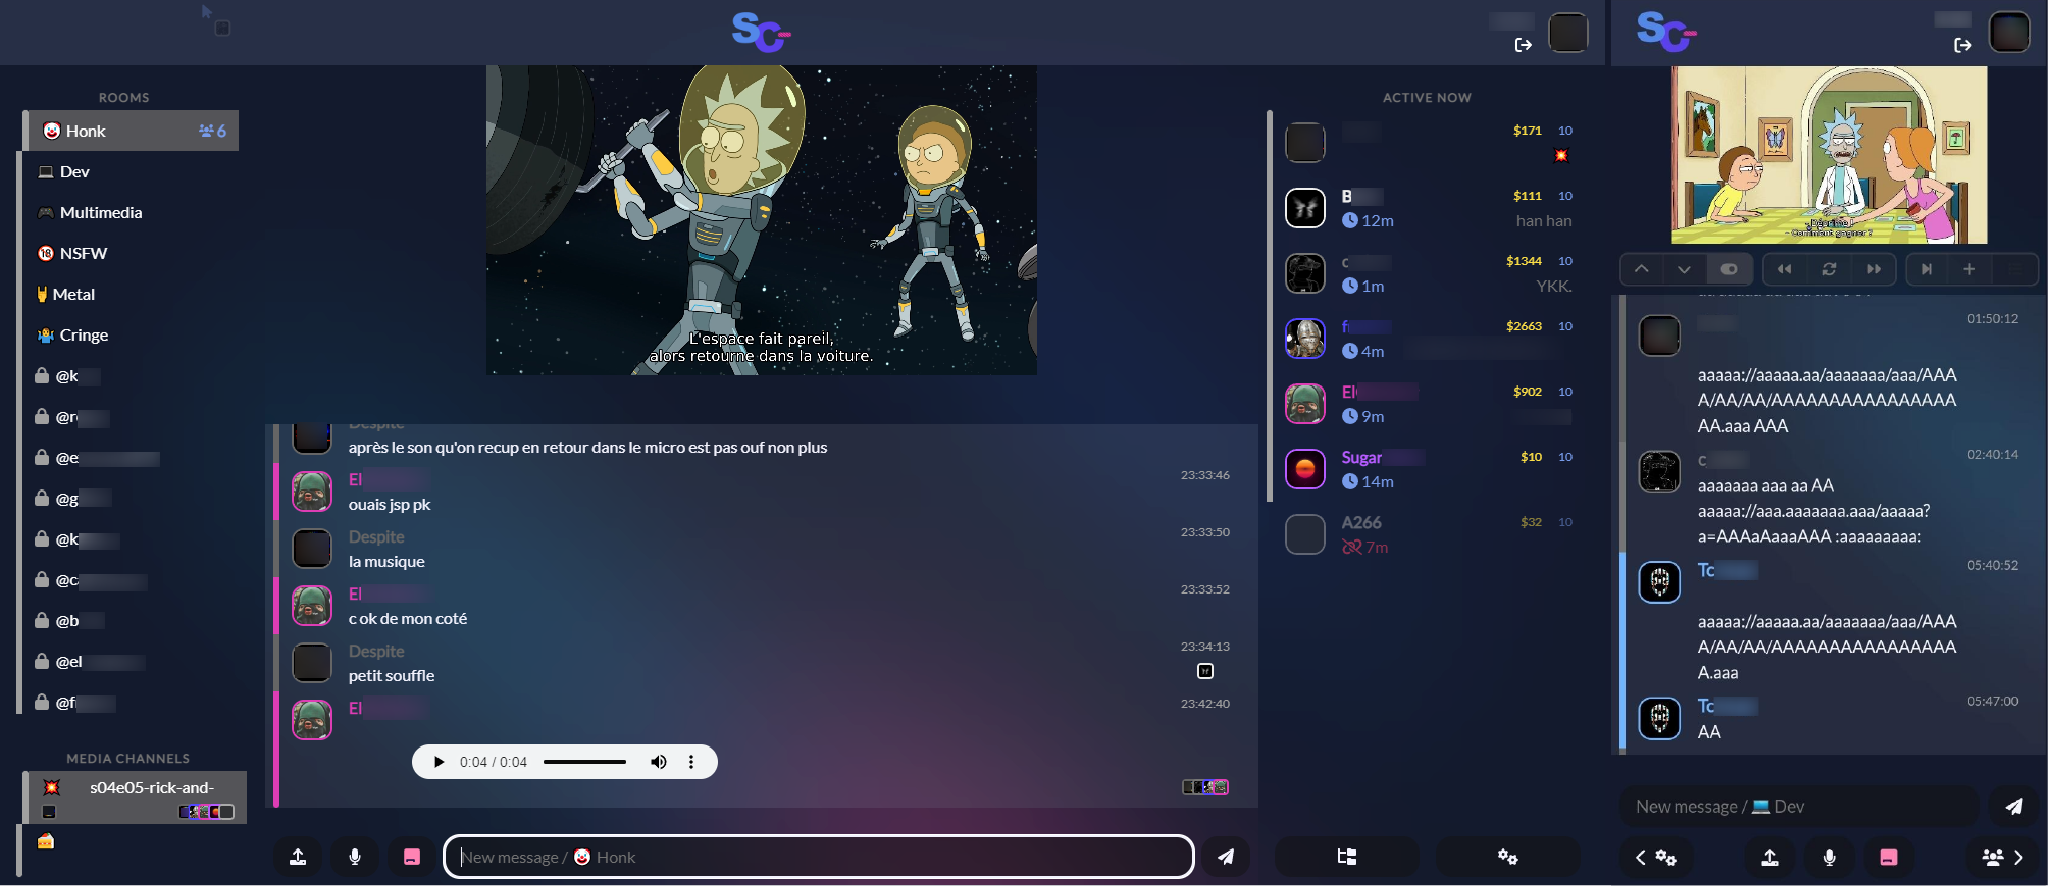 SC-
ROOMS
Honk 6
Dev
Multimedia
NSFW
Metal
Cringe
@k
@r
@e
@g
@k
@c
@b
@el
@f
MEDIA CHANNELS
s04e05-rick-and-
L'espace fait pareil,
alors retourne dans la voiture.
Despite
après le son qu'on recup en retour dans le micro est pas ouf non plus
El 23:33:46
ouais jsp pk
Despite 23:33:50
la musique
El 23:33:52
c ok de mon coté
Despite 23:34:13
petit souffle
El 23:42:40
0:04 / 0:04
New message / Honk
ACTIVE NOW
$171 10
B $111 10
12m han han
c $1344 10
1m YKK.
f $2663 10
4m
El $902 10
9m
Sugar $10 10
14m
A266 $32 10
7m
SC-
- Comment gagner ?
01:50:12
aaaaa://aaaaa.aa/aaaaaaa/aaa/AAA
A/AA/AA/AAAAAAAAAAAAAAAAA
AA.aaa AAA
c 02:40:14
aaaaaaa aaa aa AA
aaaaa://aaa.aaaaaaa.aaa/aaaaa?
a=AAAaAaaaAAA :aaaaaaaaa:
Tc 05:40:52
aaaaa://aaaaa.aa/aaaaaaa/aaa/AAA
A/AA/AA/AAAAAAAAAAAAAAAAA
A.aaa
Tc 05:47:00
AA
New message / Dev